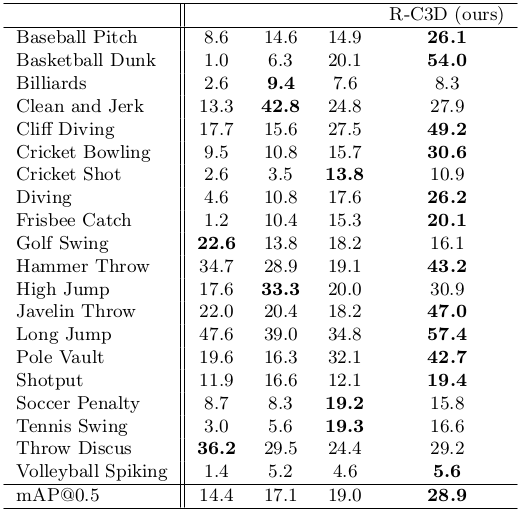 R-C3D (ours)
Baseball Pitch 8.6 14.6 14.9 26.1
Basketball Dunk 1.0 6.3 20.1 54.0
Billiards 2.6 9.4 7.6 8.3
Clean and Jerk 13.3 42.8 24.8 27.9
Cliff Diving 17.7 15.6 27.5 49.2
Cricket Bowling 9.5 10.8 15.7 30.6
Cricket Shot 2.6 3.5 13.8 10.9
Diving 4.6 10.8 17.6 26.2
Frisbee Catch 1.2 10.4 15.3 20.1
Golf Swing 22.6 13.8 18.2 16.1
Hammer Throw 34.7 28.9 19.1 43.2
High Jump 17.6 33.3 20.0 30.9
Javelin Throw 22.0 20.4 18.2 47.0
Long Jump 47.6 39.0 34.8 57.4
Pole Vault 19.6 16.3 32.1 42.7
Shotput 11.9 16.6 12.1 19.4
Soccer Penalty 8.7 8.3 19.2 15.8
Tennis Swing 3.0 5.6 19.3 16.6
Throw Discus 36.2 29.5 24.4 29.2
Volleyball Spiking 1.4 5.2 4.6 5.6
mAP@0.5 14.4 17.1 19.0 28.9